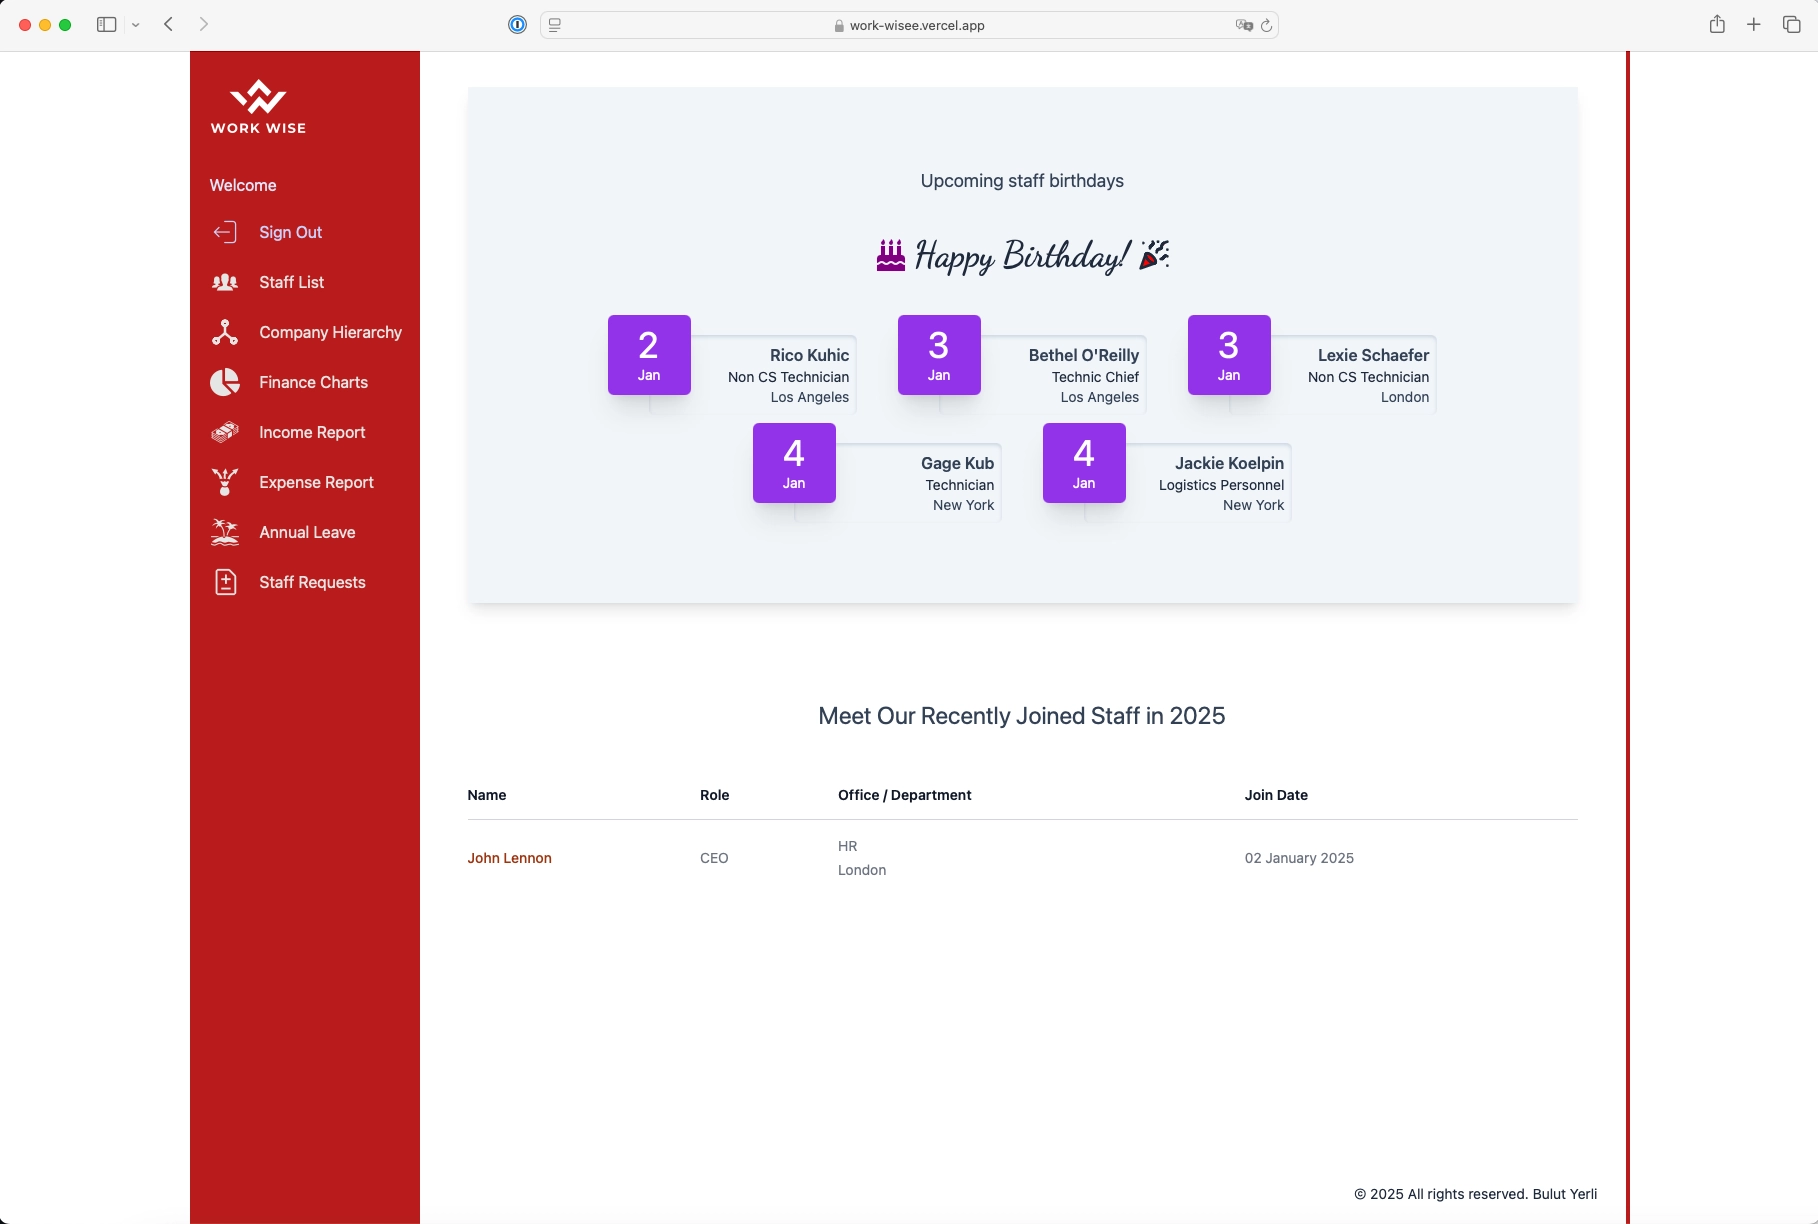 work-wisee.vercel.app
WORK WISE
Welcome
Sign Out
Staff List
Company Hierarchy
Finance Charts
Income Report
Expense Report
Annual Leave
Staff Requests
Upcoming staff birthdays
Happy Birthday!
2
Jan
Rico Kuhic
Non CS Technician
Los Angeles
3
Jan
Bethel O'Reilly
Technic Chief
Los Angeles
3
Jan
Lexie Schaefer
Non CS Technician
London
4
Jan
Gage Kub
Technician
New York
4
Jan
Jackie Koelpin
Logistics Personnel
New York
Meet Our Recently Joined Staff in 2025
Name Role Office / Department Join Date
John Lennon CEO HR 02 January 2025
London
© 2025 All rights reserved. Bulut Yerli